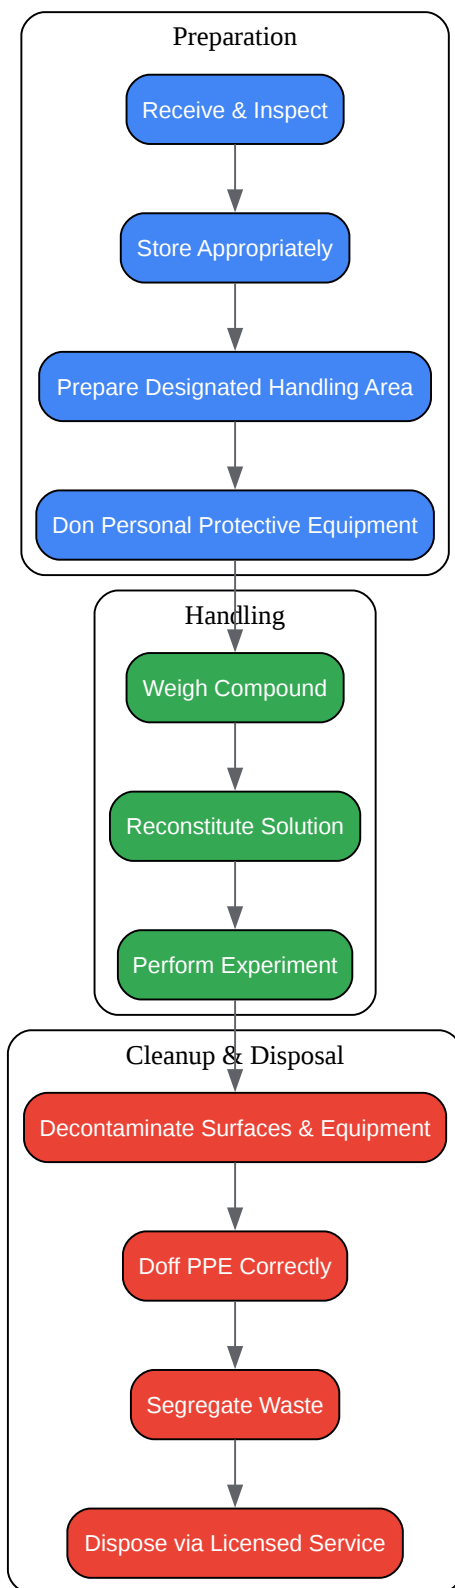 Preparation
Receive & Inspect
Store Appropriately
Prepare Designated Handling Area
Don Personal Protective Equipment
Handling
Weigh Compound
Reconstitute Solution
Perform Experiment
Cleanup & Disposal
Decontaminate Surfaces & Equipment
Doff PPE Correctly
Segregate Waste
Dispose via Licensed Service